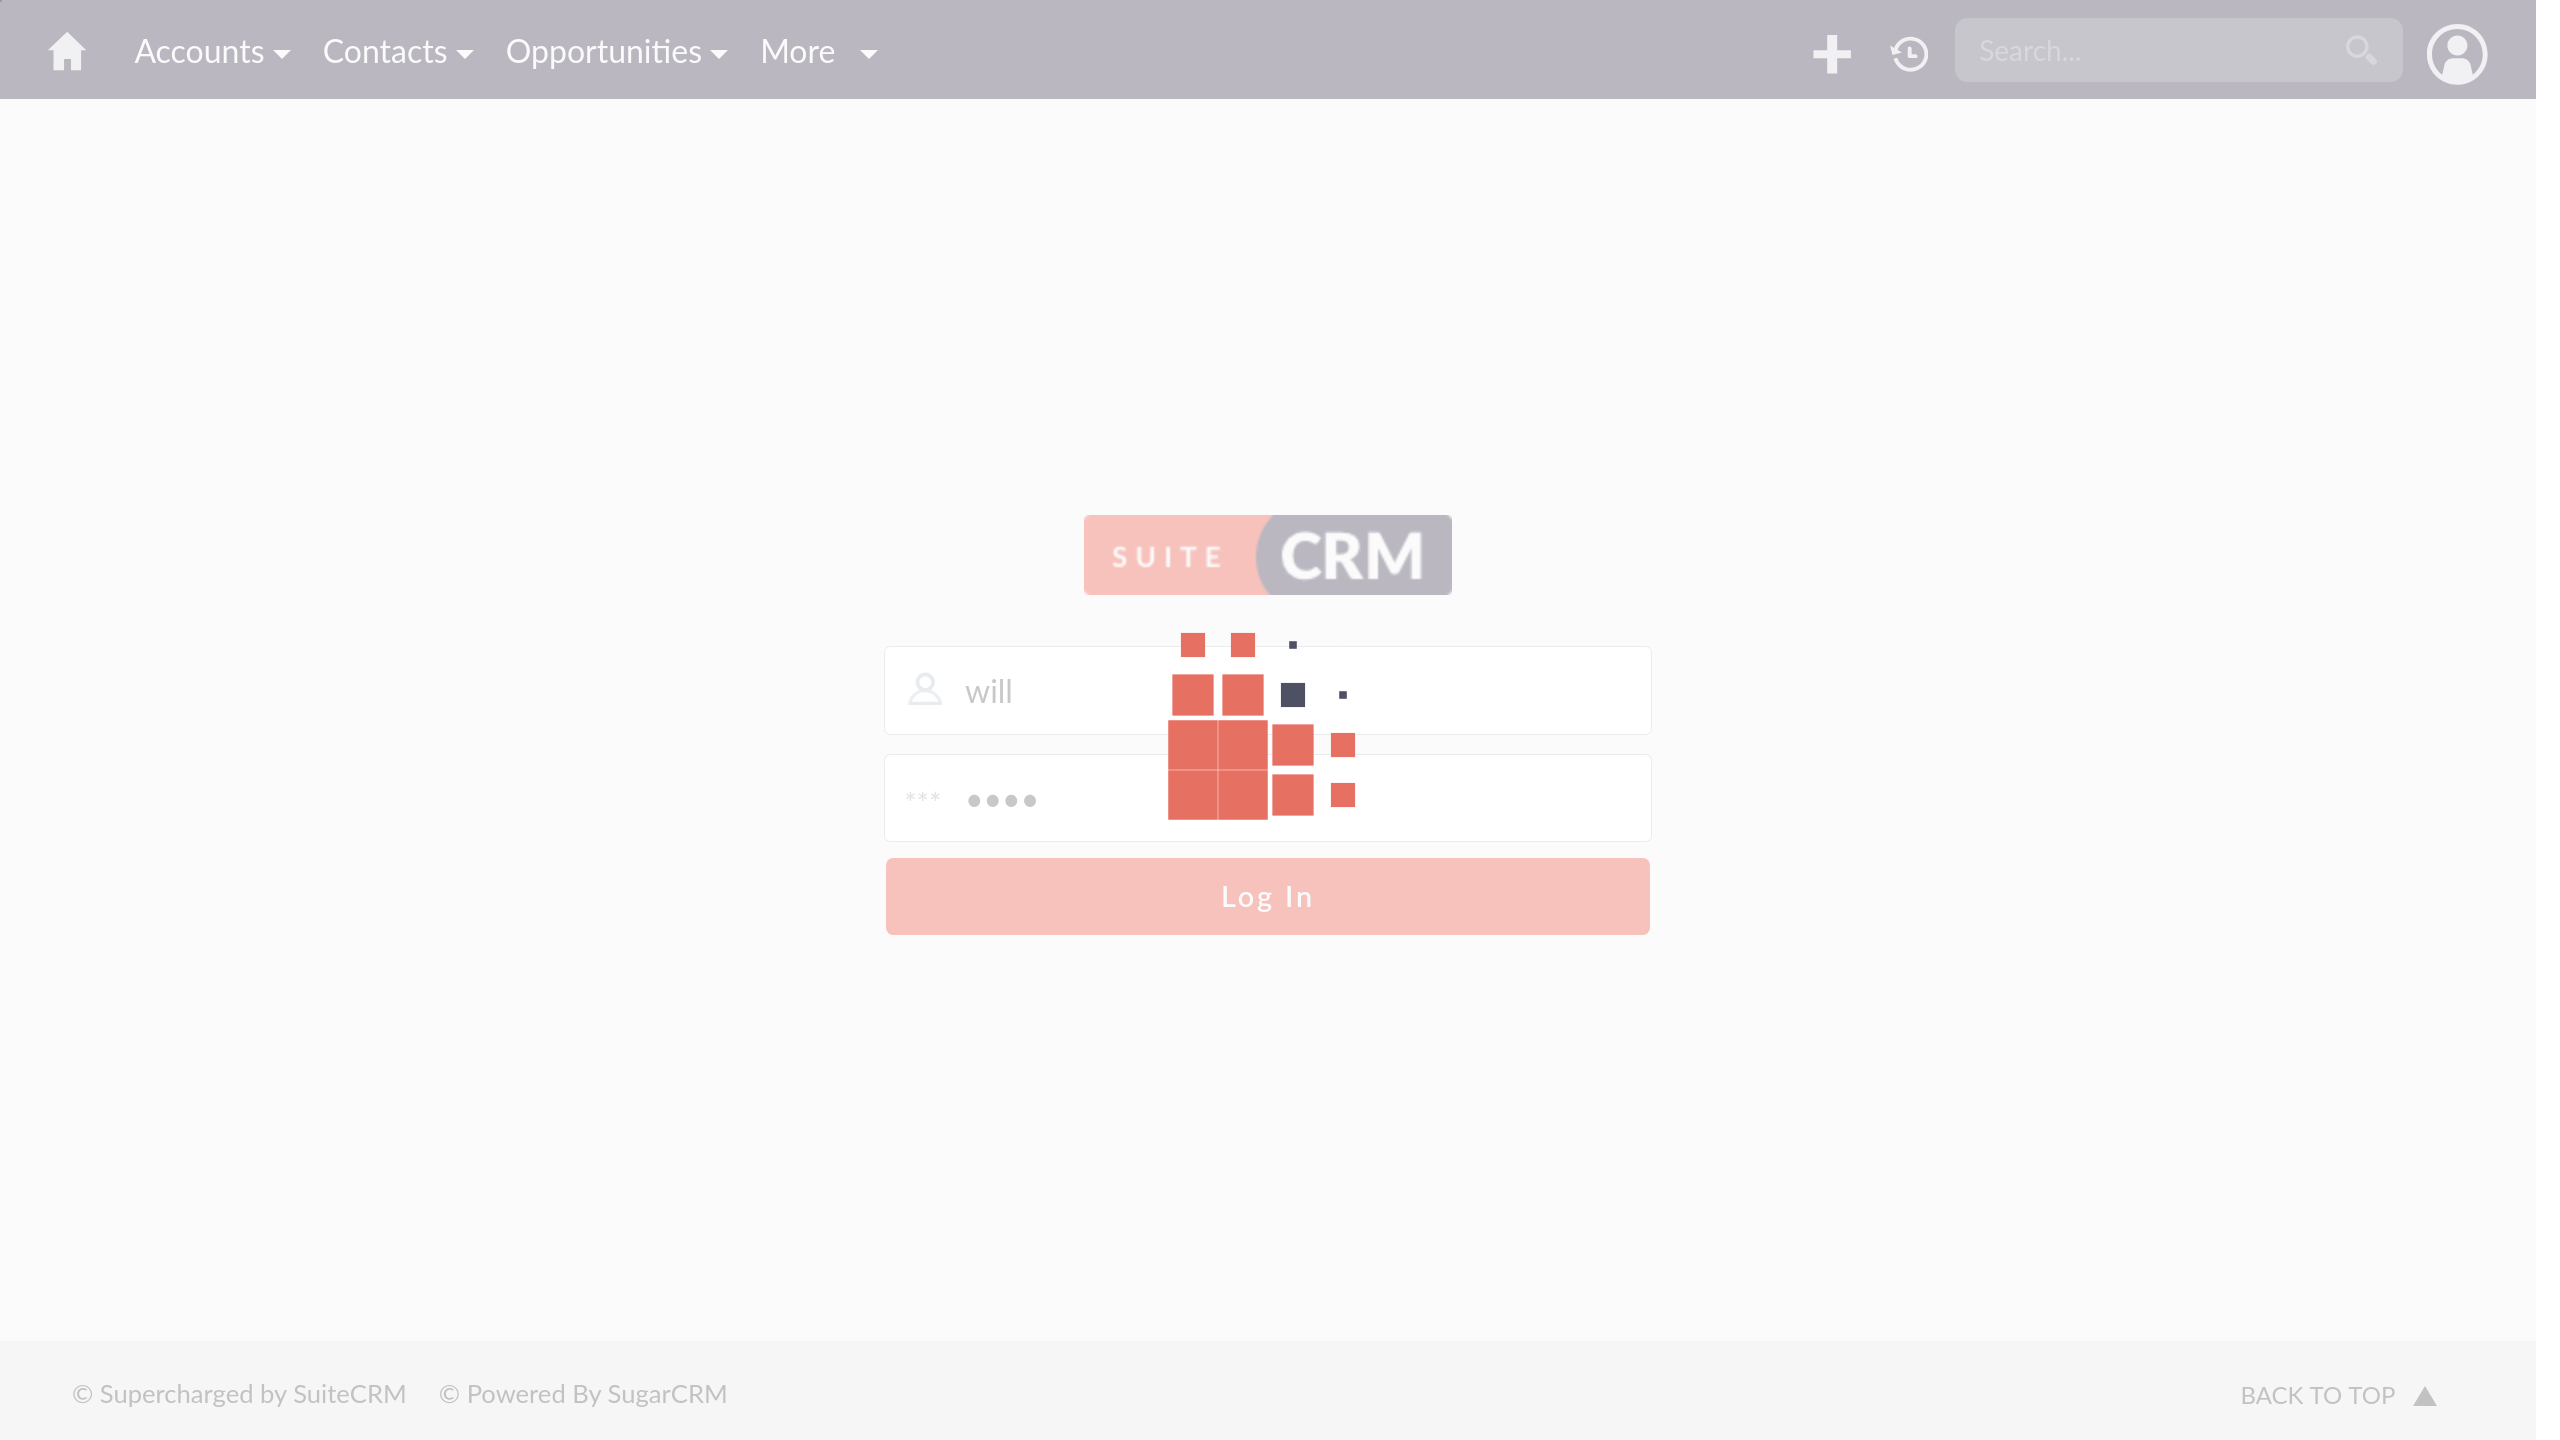 Accounts Contacts Opportunities More Search...
SUITE CRM
will
***
Log In
© Supercharged by SuiteCRM © Powered By SugarCRM BACK TO TOP